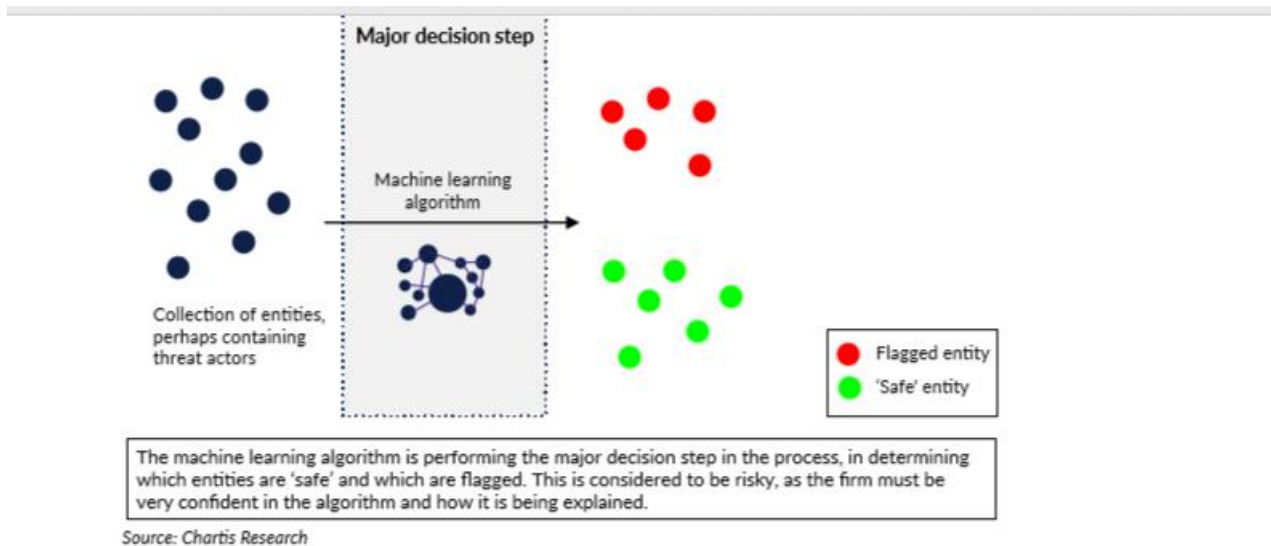 Major decision step
Machine learning
algorithm
Collection of entities,
perhaps containing
threat actors
Flagged entity
‘Safe’ entity
The machine learning algorithm is performing the major decision step in the process, in determining
which entities are ‘safe’ and which are flagged. This is considered to be risky, as the firm must be
very confident in the algorithm and how it is being explained.
Source: Chartis Research